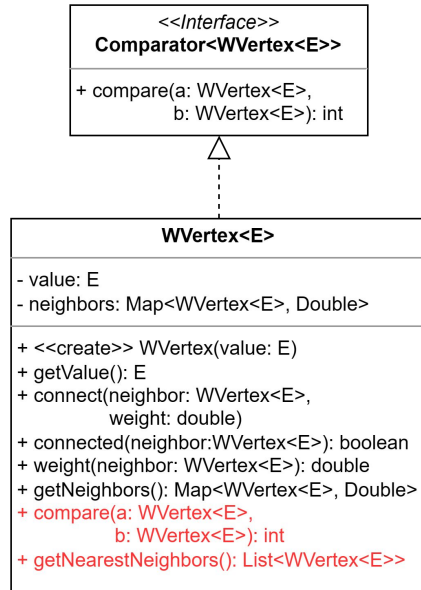 <<Interface>>
Comparator<WVertex<E>>
+ compare(a: WVertex<E>,
b: WVertex<E>): int
WVertex<E>
- value: E
- neighbors: Map<WVertex<E>, Double>
+ <<create>> WVertex(value: E)
+ getValue(): E
+ connect(neighbor: WVertex<E>,
weight: double)
+ connected(neighbor:WVertex<E>): boolean
+ weight(neighbor: WVertex<E>): double
+ getNeighbors(): Map<WVertex<E>, Double>
+ compare(a: WVertex<E>,
b: WVertex<E>): int
+ getNearestNeighbors(): List<WVertex<E>>